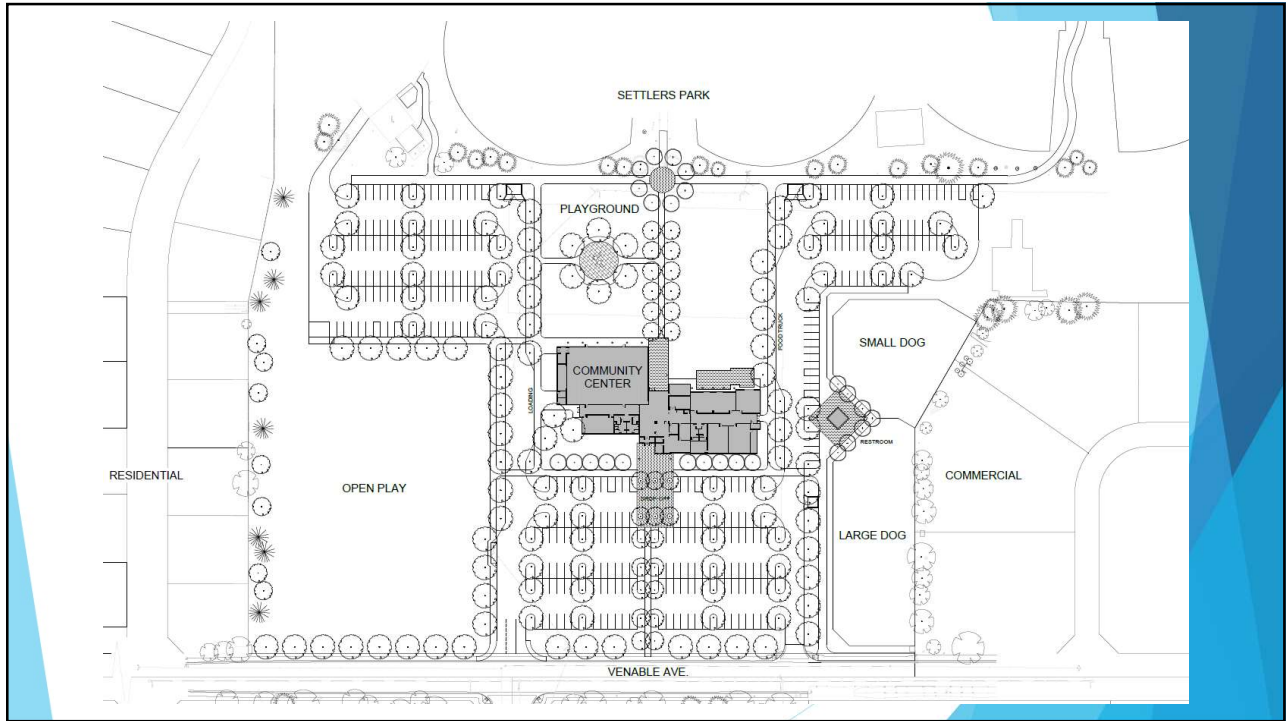 SETTLERS PARK
PLAYGROUND
FOOD TRUCK
SMALL DOG
COMMUNITY
CENTER
LOADING
RESTROOM
RESIDENTIAL
OPEN PLAY
COMMERCIAL
LARGE DOG
VENABLE AVE.